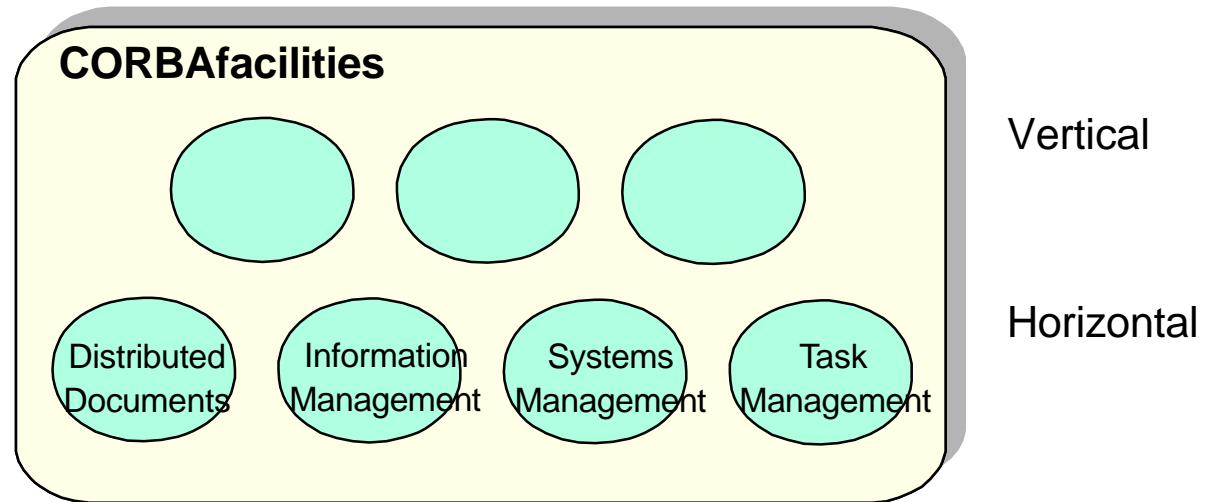 CORBAfacilities
Vertical
Distributed
Documents
Information
Management
Systems
Management
Task
Management
Horizontal